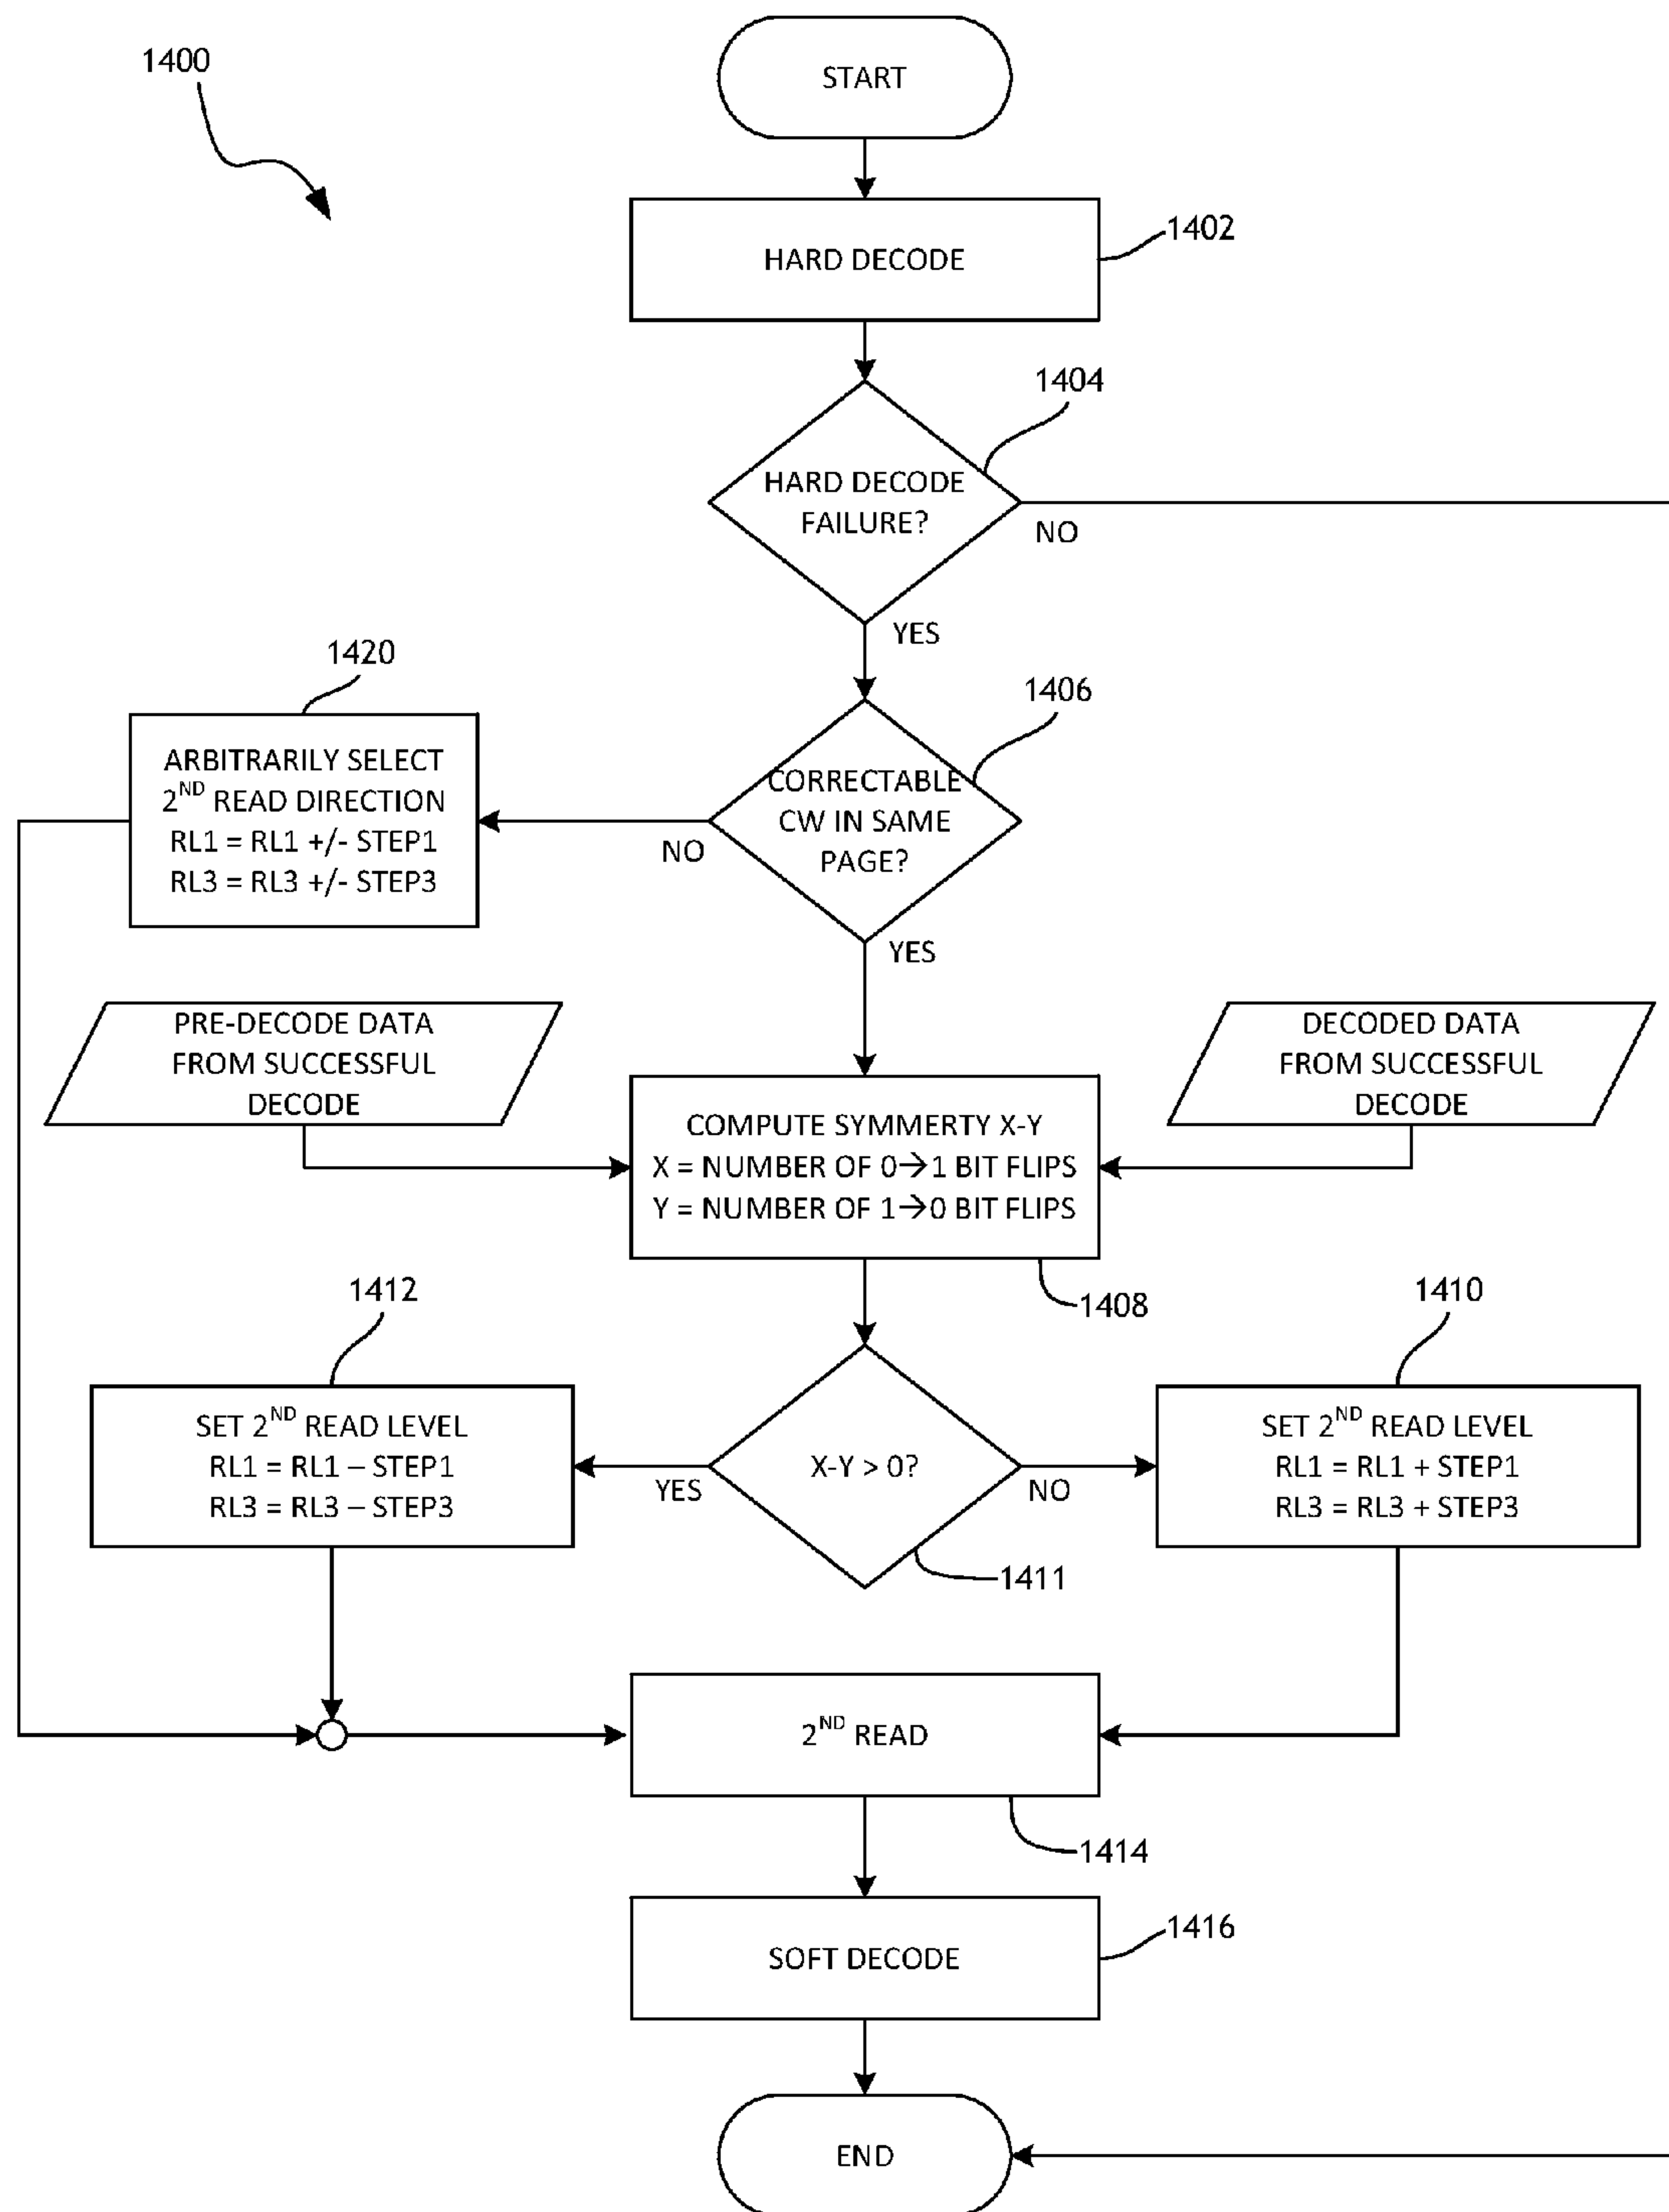 1400
START
HARD DECODE
1402
1404
HARD DECODE
FAILURE?
NO
YES
1420
1406
ARBITRARILY SELECT
2ND READ DIRECTION
RL1 = RL1 +/- STEP1
RL3 = RL3 +/- STEP3
CORRECTABLE
CW IN SAME
PAGE?
NO
YES
PRE-DECODE DATA
FROM SUCCESSFUL
DECODE
DECODED DATA
FROM SUCCESSFUL
DECODE
COMPUTE SYMMERTY X-Y
X = NUMBER OF 0→1 BIT FLIPS
Y = NUMBER OF 1→0 BIT FLIPS
1408
1412
1410
SET 2ND READ LEVEL
RL1 = RL1 – STEP1
RL3 = RL3 – STEP3
X-Y > 0?
YES
NO
SET 2ND READ LEVEL
RL1 = RL1 + STEP1
RL3 = RL3 + STEP3
1411
2ND READ
1414
SOFT DECODE
1416
END